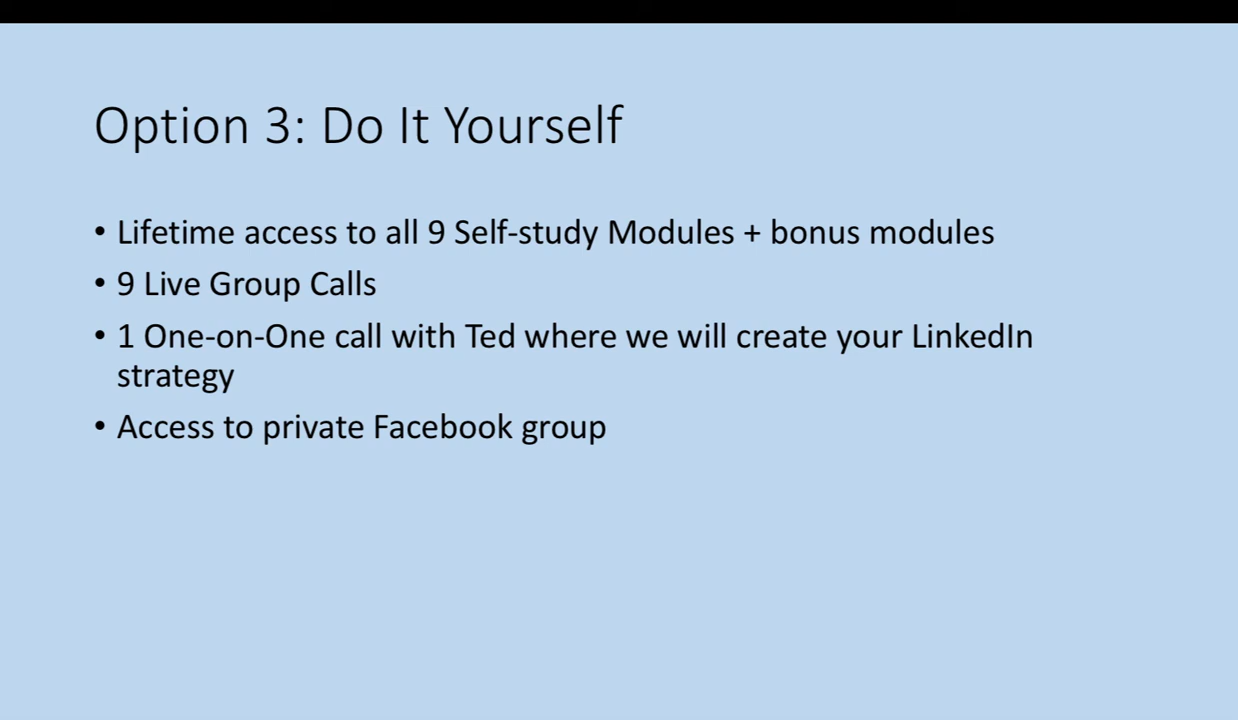 Option 3: Do It Yourself
• Lifetime access to all 9 Self-study Modules + bonus modules
• 9 Live Group Calls
• 1 One-on-One call with Ted where we will create your LinkedIn
strategy
• Access to private Facebook group